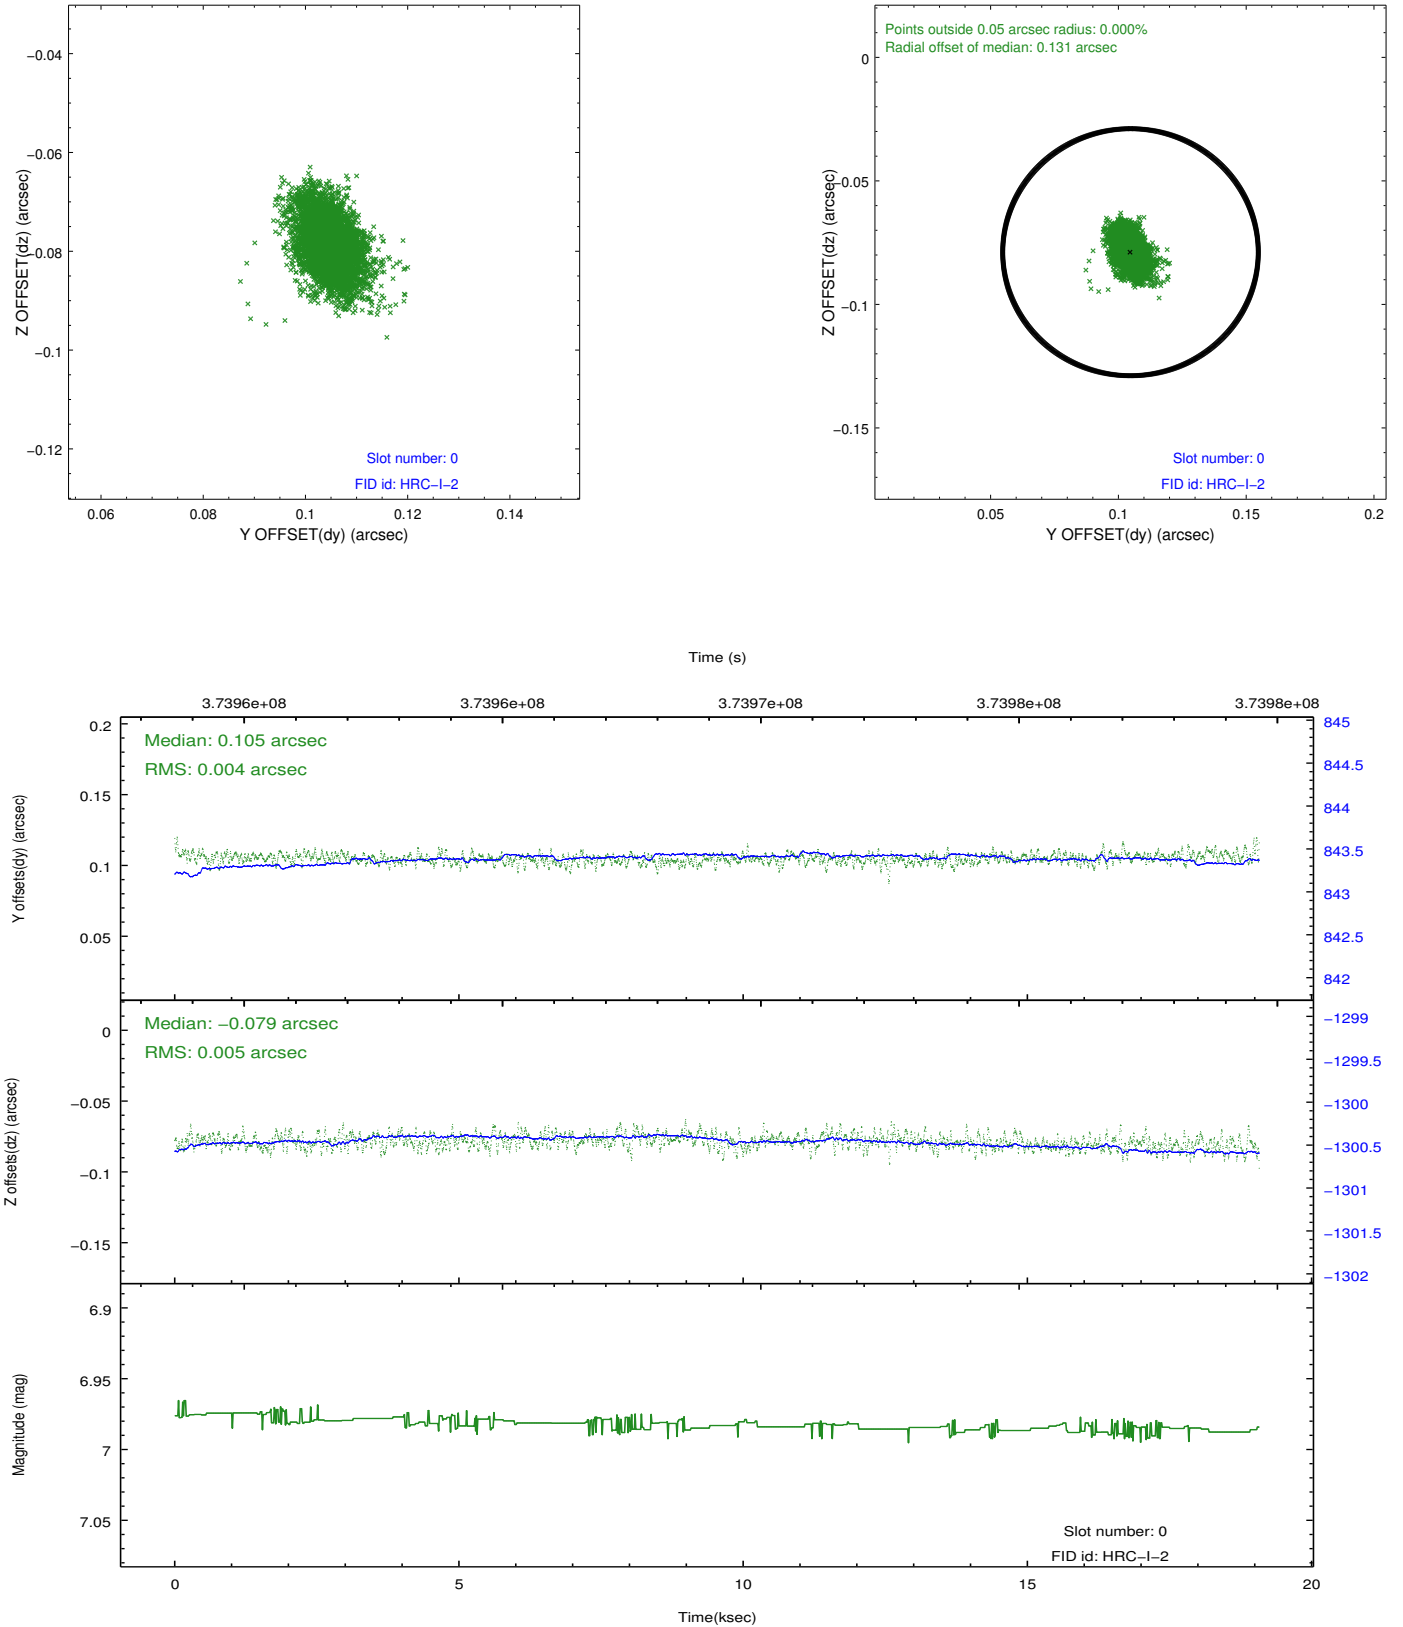 −0.04
−0.06
−0.08
−0.1
−0.12
Z OFFSET(dz) (arcsec)
Slot number: 0
FID id: HRC−I−2
0.06 0.08 0.1 0.12 0.14
Y OFFSET(dy) (arcsec)
Points outside 0.05 arcsec radius: 0.000%
Radial offset of median: 0.131 arcsec
0
−0.05
−0.1
−0.15
Z OFFSET(dz) (arcsec)
Slot number: 0
FID id: HRC−I−2
0.05 0.1 0.15 0.2
Y OFFSET(dy) (arcsec)
Time (s)
3.7396e+08 3.7396e+08 3.7397e+08 3.7398e+08 3.7398e+08
Median: 0.105 arcsec
RMS: 0.004 arcsec
0.2
0.15
0.1
0.05
Y offsets(dy) (arcsec)
845
844.5
844
843.5
843
842.5
842
Median: −0.079 arcsec
RMS: 0.005 arcsec
0
−0.05
−0.1
−0.15
Z offsets(dz) (arcsec)
−1299
−1299.5
−1300
−1300.5
−1301
−1301.5
−1302
6.9
6.95
7
7.05
Magnitude (mag)
Slot number: 0
FID id: HRC−I−2
0 5 10 15 20
Time(ksec)